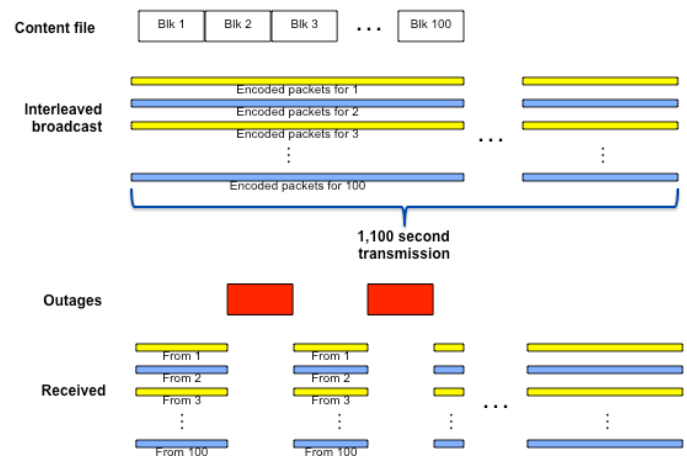 Content file
Blk 1 Blk 2 Blk 3 ... Blk 100
Encoded packets for 1
Interleaved
broadcast
Encoded packets for 2
Encoded packets for 3
...
Encoded packets for 100
1,100 second
transmission
Outages
Received
From 1 From 1
From 2 From 2
From 3 From 3
...
From 100 From 100